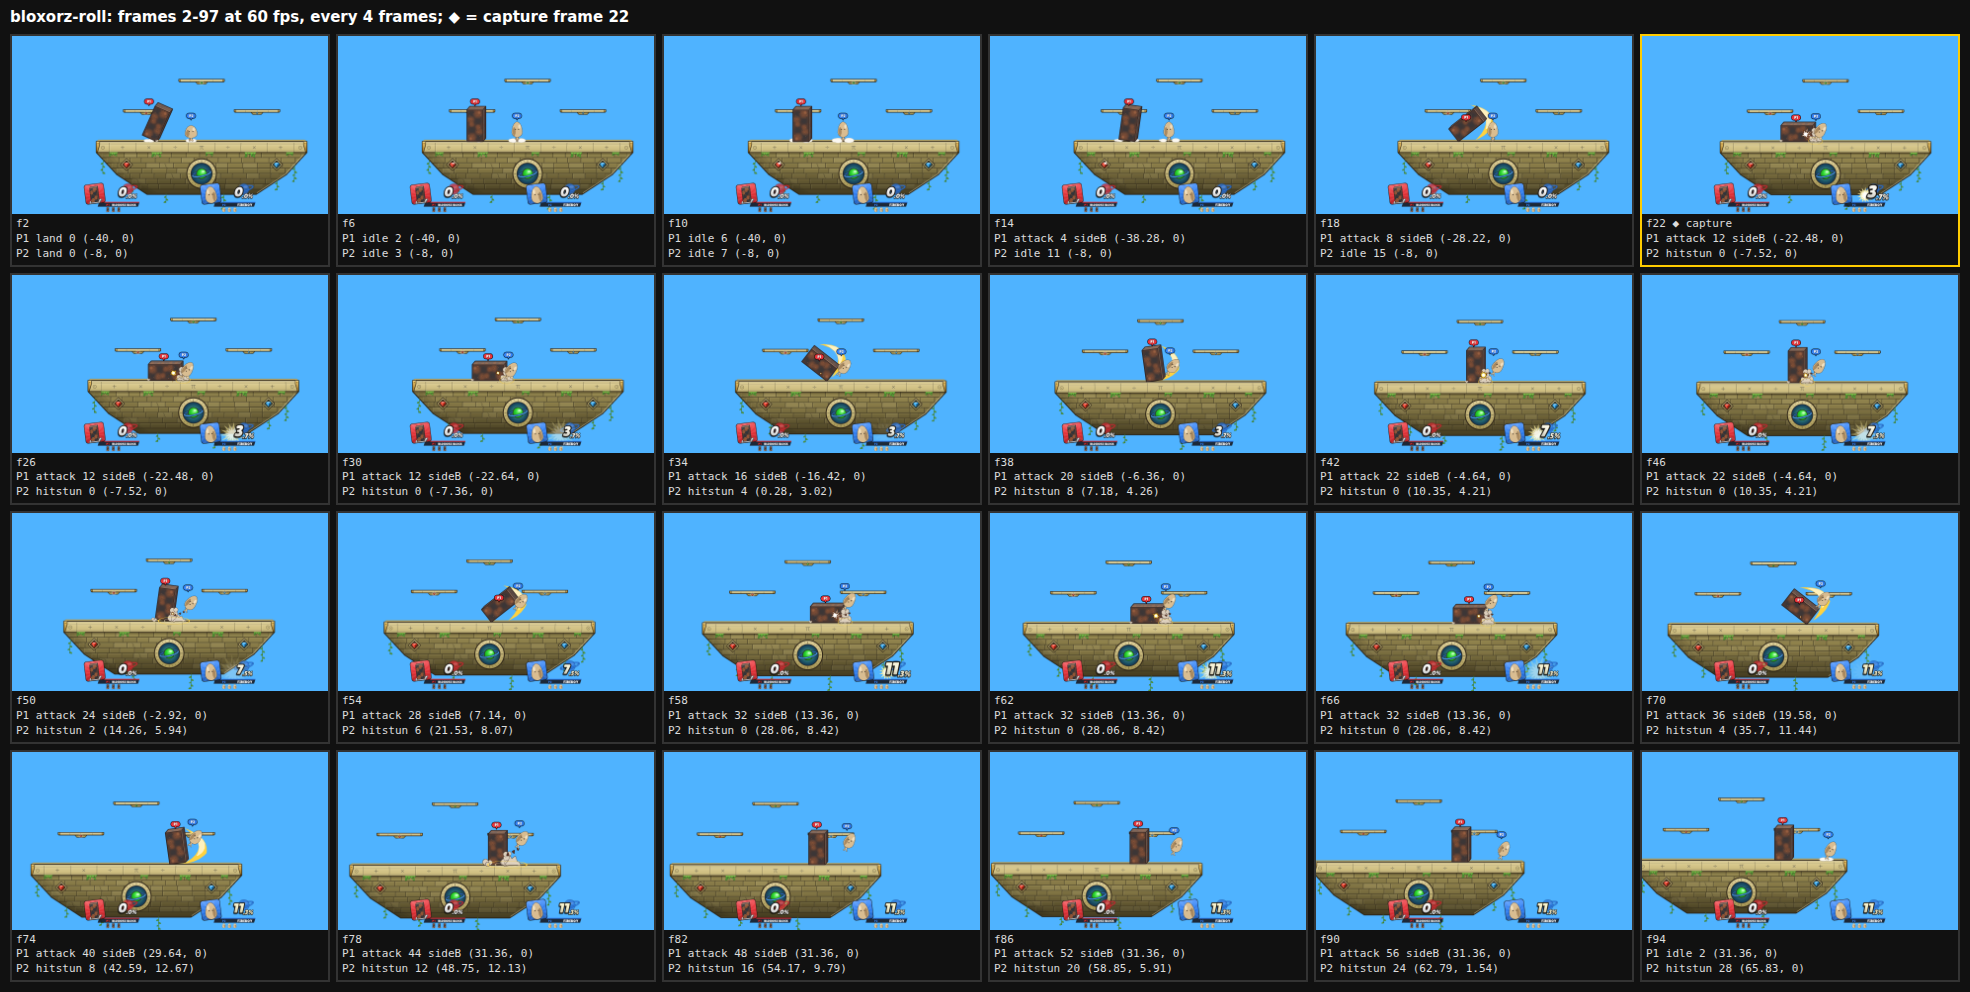 bloxorz-roll: frames 2-97 at 60 fps, every 4 frames; ◆ = capture frame 22
f2
P1 land 0 (-40, 0)
P2 land 0 (-8, 0)
f6
P1 idle 2 (-40, 0)
P2 idle 3 (-8, 0)
f10
P1 idle 6 (-40, 0)
P2 idle 7 (-8, 0)
f14
P1 attack 4 sideB (-38.28, 0)
P2 idle 11 (-8, 0)
f18
P1 attack 8 sideB (-28.22, 0)
P2 idle 15 (-8, 0)
f22 ◆ capture
P1 attack 12 sideB (-22.48, 0)
P2 hitstun 0 (-7.52, 0)
f26
P1 attack 12 sideB (-22.48, 0)
P2 hitstun 0 (-7.52, 0)
f30
P1 attack 12 sideB (-22.64, 0)
P2 hitstun 0 (-7.36, 0)
f34
P1 attack 16 sideB (-16.42, 0)
P2 hitstun 4 (0.28, 3.02)
f38
P1 attack 20 sideB (-6.36, 0)
P2 hitstun 8 (7.18, 4.26)
f42
P1 attack 22 sideB (-4.64, 0)
P2 hitstun 0 (10.35, 4.21)
f46
P1 attack 22 sideB (-4.64, 0)
P2 hitstun 0 (10.35, 4.21)
f50
P1 attack 24 sideB (-2.92, 0)
P2 hitstun 2 (14.26, 5.94)
f54
P1 attack 28 sideB (7.14, 0)
P2 hitstun 6 (21.53, 8.07)
f58
P1 attack 32 sideB (13.36, 0)
P2 hitstun 0 (28.06, 8.42)
f62
P1 attack 32 sideB (13.36, 0)
P2 hitstun 0 (28.06, 8.42)
f66
P1 attack 32 sideB (13.36, 0)
P2 hitstun 0 (28.06, 8.42)
f70
P1 attack 36 sideB (19.58, 0)
P2 hitstun 4 (35.7, 11.44)
f74
P1 attack 40 sideB (29.64, 0)
P2 hitstun 8 (42.59, 12.67)
f78
P1 attack 44 sideB (31.36, 0)
P2 hitstun 12 (48.75, 12.13)
f82
P1 attack 48 sideB (31.36, 0)
P2 hitstun 16 (54.17, 9.79)
f86
P1 attack 52 sideB (31.36, 0)
P2 hitstun 20 (58.85, 5.91)
f90
P1 attack 56 sideB (31.36, 0)
P2 hitstun 24 (62.79, 1.54)
f94
P1 idle 2 (31.36, 0)
P2 hitstun 28 (65.83, 0)